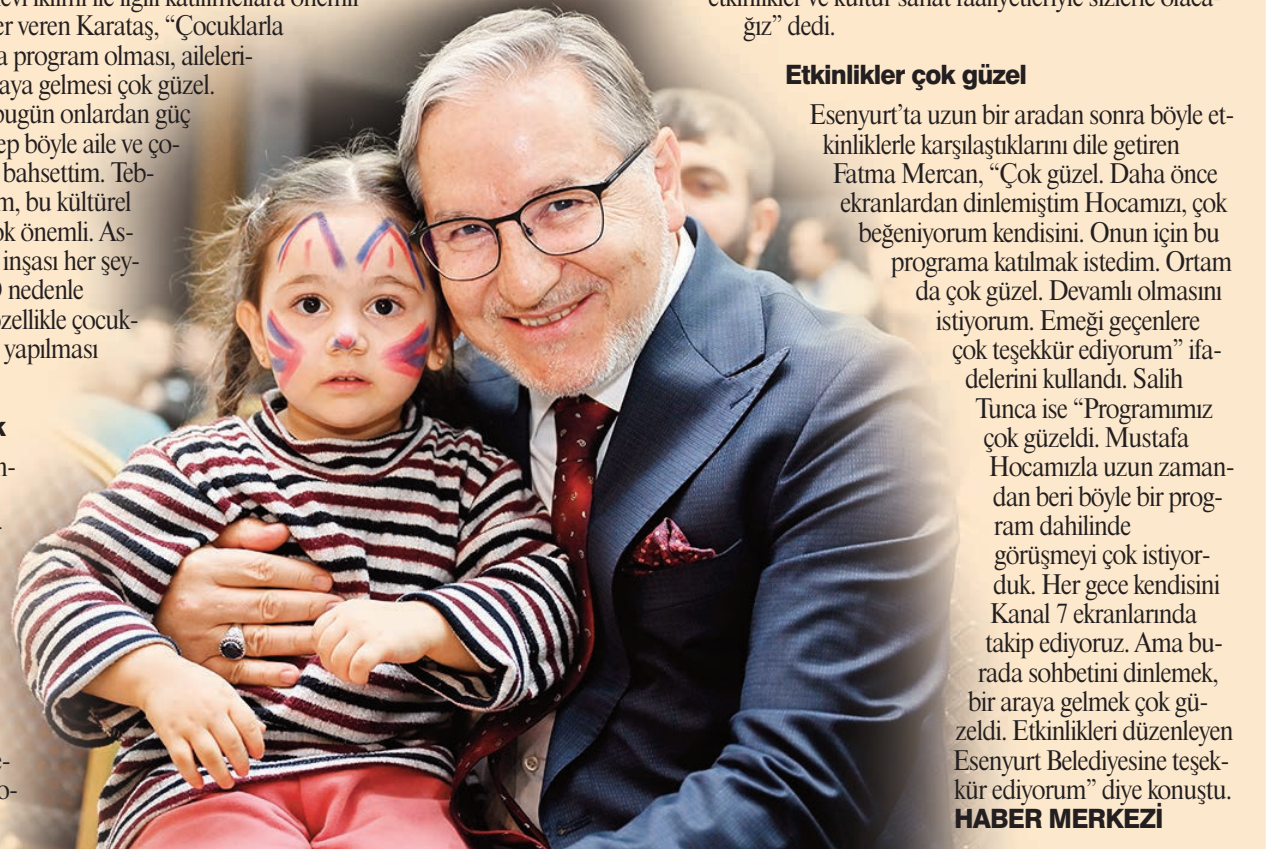 er veren Karataş, “Çocuklarla
a program olması, aileleri-
aya gelmesi çok güzel.
bugün onlardan güç
ep böyle aile ve ço-
bahsettim. Teb-
m, bu kültürel
ok önemli. As-
inşası her şey-
O nedenle
özellikle çocuk-
yapılması
k
n-
e-
o-
etkinlikler ve kültür sanat faaliyetleriyle sizlerle olaca-
ğız” dedi.
Etkinlikler çok güzel
Esenyurt’ta uzun bir aradan sonra böyle et-
kinliklerle karşılaştıklarını dile getiren
Fatma Mercan, “Çok güzel. Daha önce
ekranlardan dinlemiştim Hocamızı, çok
beğeniyorum kendisini. Onun için bu
programa katılmak istedim. Ortam
da çok güzel. Devamlı olmasını
istiyorum. Emeği geçenlere
çok teşekkür ediyorum” ifa-
delerini kullandı. Salih
Tunca ise “Programımız
çok güzeldi. Mustafa
Hocamızla uzun zaman-
dan beri böyle bir prog-
ram dahilinde
görüşmeyi çok istiyor-
duk. Her gece kendisini
Kanal 7 ekranlarında
takip ediyoruz. Ama bu-
rada sohbetini dinlemek,
bir araya gelmek çok gü-
zeldi. Etkinlikleri düzenleyen
Esenyurt Belediyesine teşek-
kür ediyorum” diye konuştu.
HABER MERKEZİ